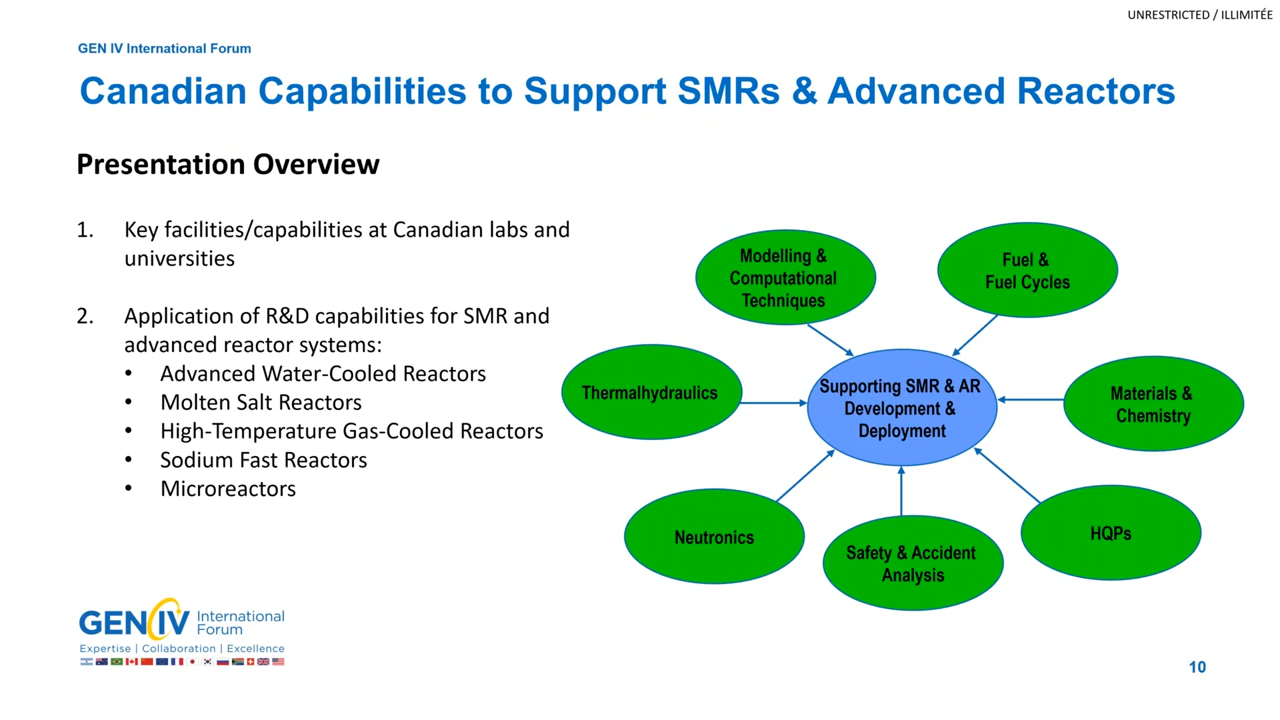 UNRESTRICTED / ILLIMITÉE
GEN IV International Forum
Canadian Capabilities to Support SMRs & Advanced Reactors
Presentation Overview
1. Key facilities/capabilities at Canadian labs and
universities
2. Application of R&D capabilities for SMR and
advanced reactor systems:
• Advanced Water-Cooled Reactors
• Molten Salt Reactors
• High-Temperature Gas-Cooled Reactors
• Sodium Fast Reactors
• Microreactors
Modelling &
Computational
Techniques
Fuel &
Fuel Cycles
Thermalhydraulics
Supporting SMR & AR
Development &
Deployment
Materials &
Chemistry
Neutronics
Safety & Accident
Analysis
HQPs
GEN IV International
Forum
Expertise | Collaboration | Excellence
10